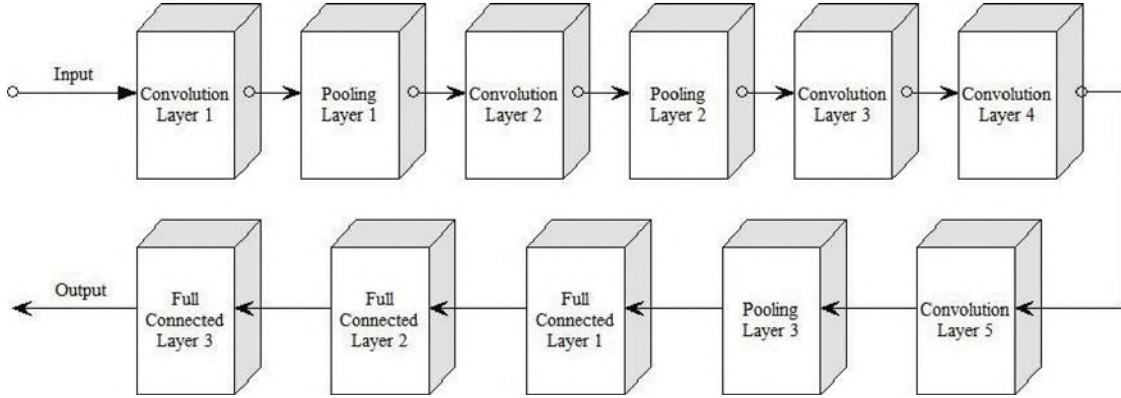 Input
Convolution
Layer 1
Pooling
Layer 1
Convolution
Layer 2
Pooling
Layer 2
Convolution
Layer 3
Convolution
Layer 4
Output
Full
Connected
Layer 3
Full
Connected
Layer 2
Full
Connected
Layer 1
Pooling
Layer 3
Convolution
Layer 5